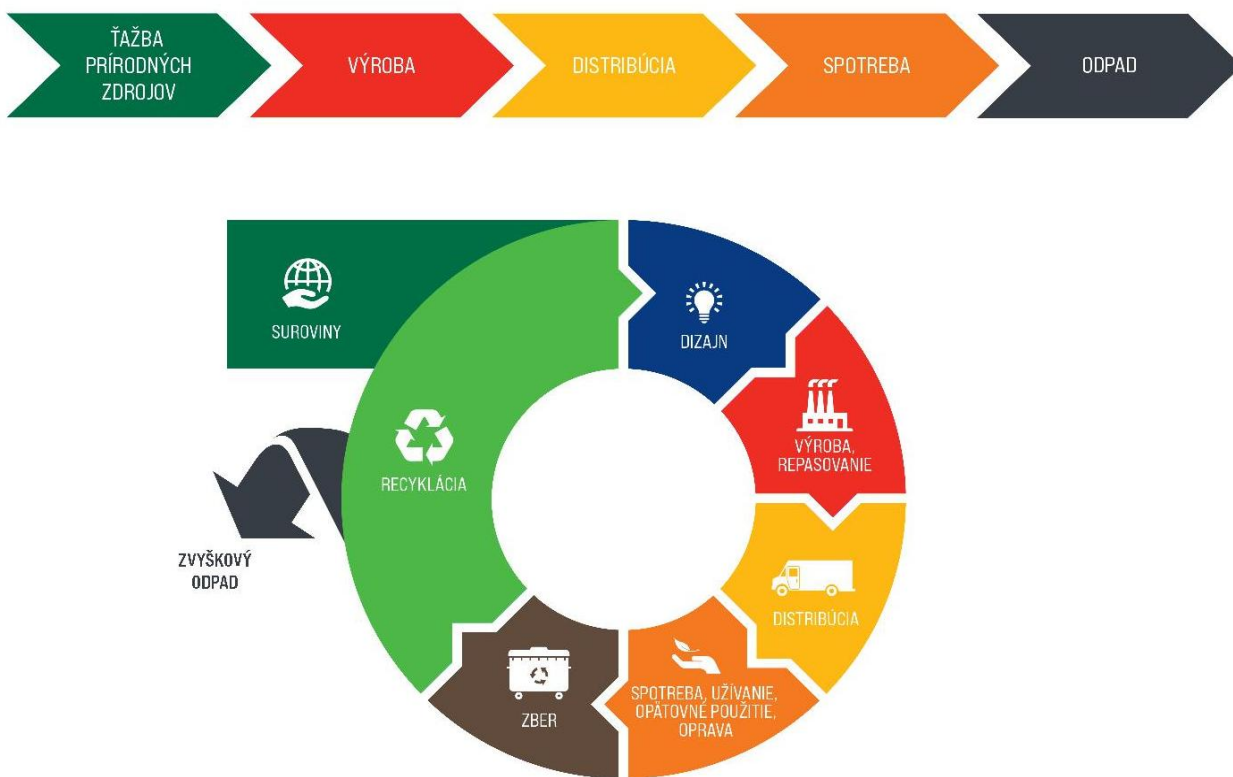 ŤAŽBA
PRÍRODNÝCH
ZDROJOV
VÝROBA
DISTRIBÚCIA
SPOTREBA
ODPAD
SUROVINY
DIZAJN
VÝROBA,
REPASOVANIE
RECYKLÁCIA
ZVYŠKOVÝ
ODPAD
DISTRIBÚCIA
SPOTREBA, UŽÍVANIE,
OPÄTOVNÉ POUŽITIE,
OPRAVA
ZBER